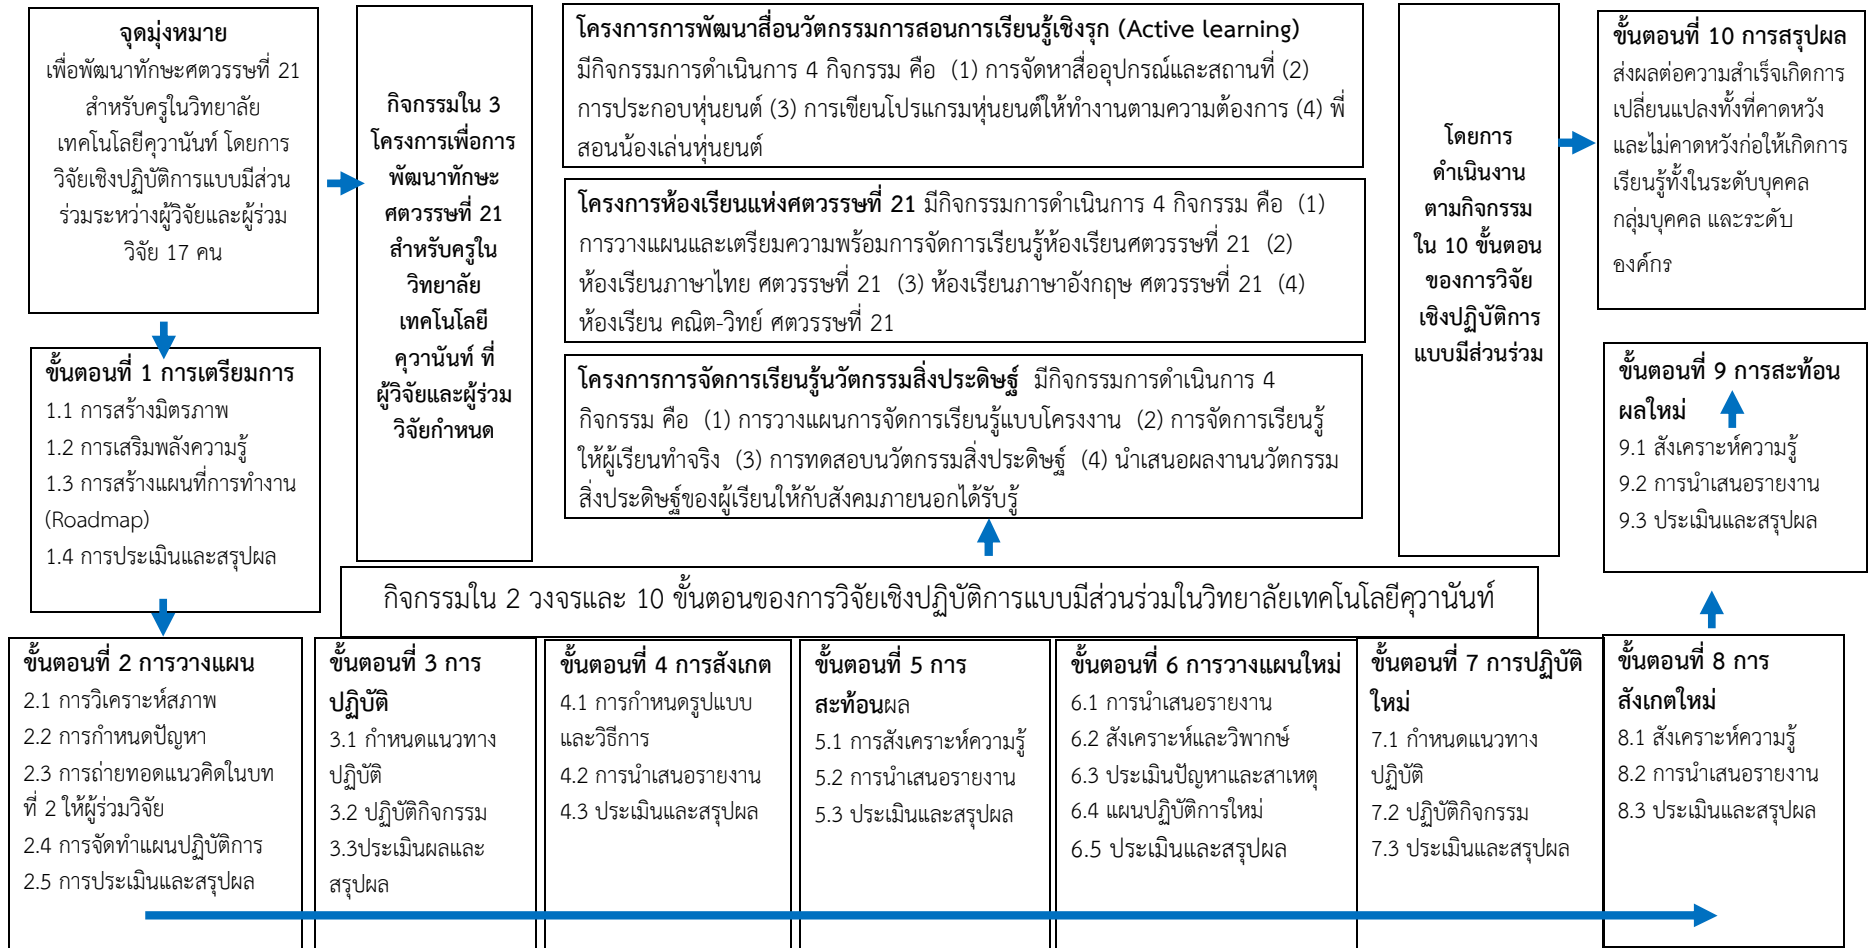 จุดมุ่งหมาย
เพื่อพัฒนาทักษะศตวรรษที่ 21
สำหรับครูในวิทยาลัย
เทคโนโลยีคุวานันท์ โดยการ
วิจัยเชิงปฏิบัติการแบบมีส่วน
ร่วมระหว่างผู้วิจัยและผู้ร่วม
วิจัย 17 คน
กิจกรรมใน 3
โครงการเพื่อการ
พัฒนาทักษะ
ศตวรรษที่ 21
สำหรับครูใน
วิทยาลัย
เทคโนโลยี
คุวานันท์ ที่
ผู้วิจัยและผู้ร่วม
วิจัยกำหนด
โครงการการพัฒนาสื่อนวัตกรรมการสอนการเรียนรู้เชิงรุก (Active learning)
มีกิจกรรมการดำเนินการ 4 กิจกรรม คือ (1) การจัดหาสื่ออุปกรณ์และสถานที่ (2)
การประกอบหุ่นยนต์ (3) การเขียนโปรแกรมหุ่นยนต์ให้ทำงานตามความต้องการ (4) พี่
สอนน้องเล่นหุ่นยนต์
โครงการห้องเรียนแห่งศตวรรษที่ 21 มีกิจกรรมการดำเนินการ 4 กิจกรรม คือ (1)
การวางแผนและเตรียมความพร้อมการจัดการเรียนรู้ห้องเรียนศตวรรษที่ 21 (2)
ห้องเรียนภาษาไทย ศตวรรษที่ 21 (3) ห้องเรียนภาษาอังกฤษ ศตวรรษที่ 21 (4)
ห้องเรียน คณิต-วิทย์ ศตวรรษที่ 21
โครงการการจัดการเรียนรู้นวัตกรรมสิ่งประดิษฐ์ มีกิจกรรมการดำเนินการ 4
กิจกรรม คือ (1) การวางแผนการจัดการเรียนรู้แบบโครงงาน (2) การจัดการเรียนรู้
ให้ผู้เรียนทำจริง (3) การทดสอบนวัตกรรมสิ่งประดิษฐ์ (4) นำเสนอผลงานนวัตกรรม
สิ่งประดิษฐ์ของผู้เรียนให้กับสังคมภายนอกได้รับรู้
โดยการ
ดำเนินงาน
ตามกิจกรรม
ใน 10 ขั้นตอน
ของการวิจัย
เชิงปฏิบัติการ
แบบมีส่วนร่วม
ขั้นตอนที่ 10 การสรุปผล
ส่งผลต่อความสำเร็จเกิดการ
เปลี่ยนแปลงทั้งที่คาดหวัง
และไม่คาดหวังก่อให้เกิดการ
เรียนรู้ทั้งในระดับบุคคล
กลุ่มบุคคล และระดับ
องค์กร
ขั้นตอนที่ 1 การเตรียมการ
1.1 การสร้างมิตรภาพ
1.2 การเสริมพลังความรู้
1.3 การสร้างแผนที่การทำงาน
(Roadmap)
1.4 การประเมินและสรุปผล
ขั้นตอนที่ 9 การสะท้อน
ผลใหม่
9.1 สังเคราะห์ความรู้
9.2 การนำเสนอรายงาน
9.3 ประเมินและสรุปผล
กิจกรรมใน 2 วงจรและ 10 ขั้นตอนของการวิจัยเชิงปฏิบัติการแบบมีส่วนร่วมในวิทยาลัยเทคโนโลยีคุวานันท์
ขั้นตอนที่ 2 การวางแผน
2.1 การวิเคราะห์สภาพ
2.2 การกำหนดปัญหา
2.3 การถ่ายทอดแนวคิดในบท
ที่ 2 ให้ผู้ร่วมวิจัย
2.4 การจัดทำแผนปฏิบัติการ
2.5 การประเมินและสรุปผล
ขั้นตอนที่ 3 การ
ปฏิบัติ
3.1 กำหนดแนวทาง
ปฏิบัติ
3.2 ปฏิบัติกิจกรรม
3.3ประเมินผลและ
สรุปผล
ขั้นตอนที่ 4 การสังเกต
4.1 การกำหนดรูปแบบ
และวิธีการ
4.2 การนำเสนอรายงาน
4.3 ประเมินและสรุปผล
ขั้นตอนที่ 5 การ
สะท้อนผล
5.1 การสังเคราะห์ความรู้
5.2 การนำเสนอรายงาน
5.3 ประเมินและสรุปผล
ขั้นตอนที่ 6 การวางแผนใหม่
6.1 การนำเสนอรายงาน
6.2 สังเคราะห์และวิพากษ์
6.3 ประเมินปัญหาและสาเหตุ
6.4 แผนปฏิบัติการใหม่
6.5 ประเมินและสรุปผล
ขั้นตอนที่ 7 การปฏิบัติ
ใหม่
7.1 กำหนดแนวทาง
ปฏิบัติ
7.2 ปฏิบัติกิจกรรม
7.3 ประเมินและสรุปผล
ขั้นตอนที่ 8 การ
สังเกตใหม่
8.1 สังเคราะห์ความรู้
8.2 การนำเสนอรายงาน
8.3 ประเมินและสรุปผล